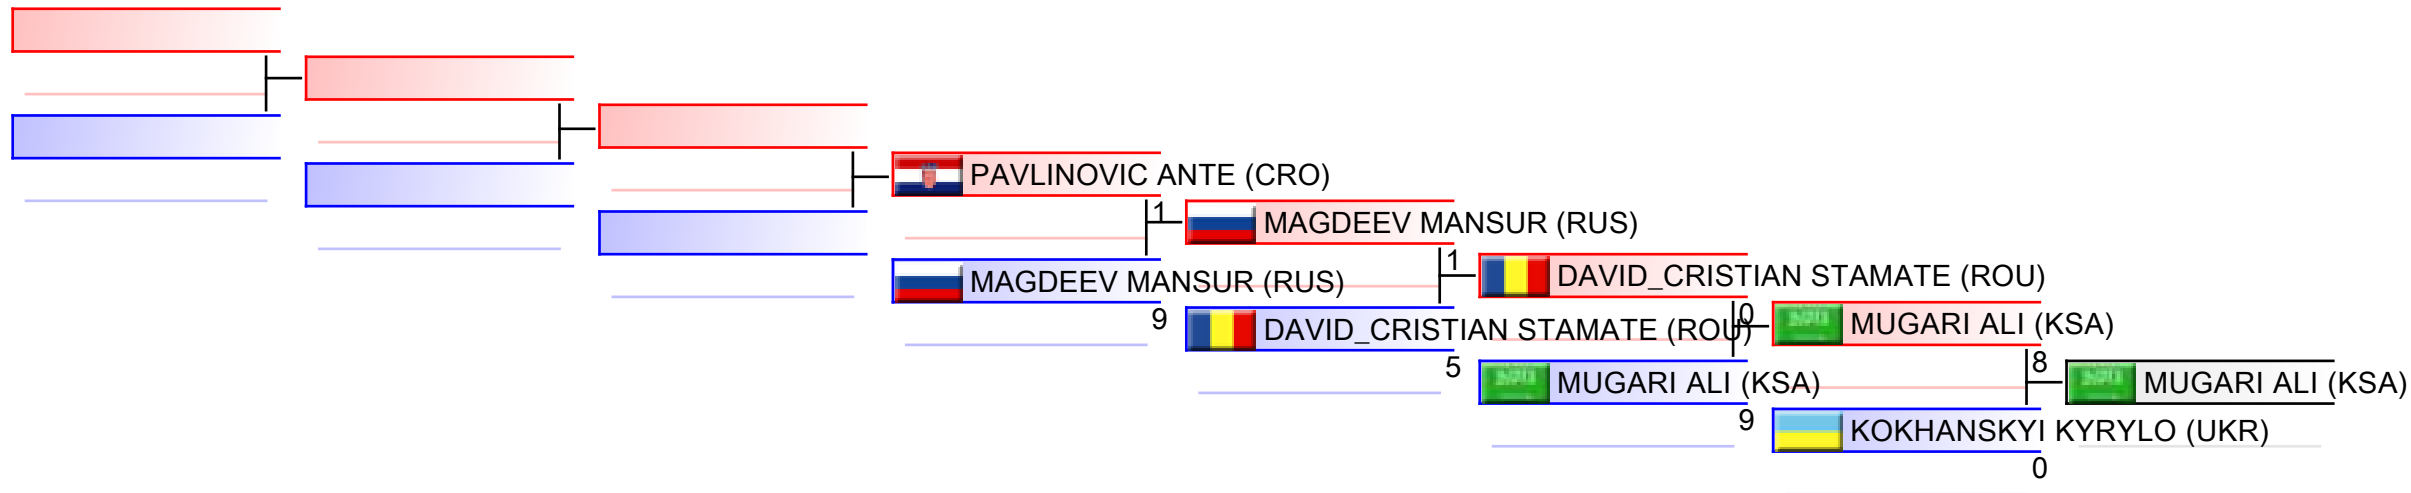 PAVLINOVIC ANTE (CRO)
1
MAGDEEV MANSUR (RUS)
MAGDEEV MANSUR (RUS)
9
1
DAVID_CRISTIAN STAMATE (ROU)
DAVID_CRISTIAN STAMATE (ROU)
5
0
MUGARI ALI (KSA)
MUGARI ALI (KSA)
9
8
MUGARI ALI (KSA)
KOKHANSKYI KYRYLO (UKR)
0